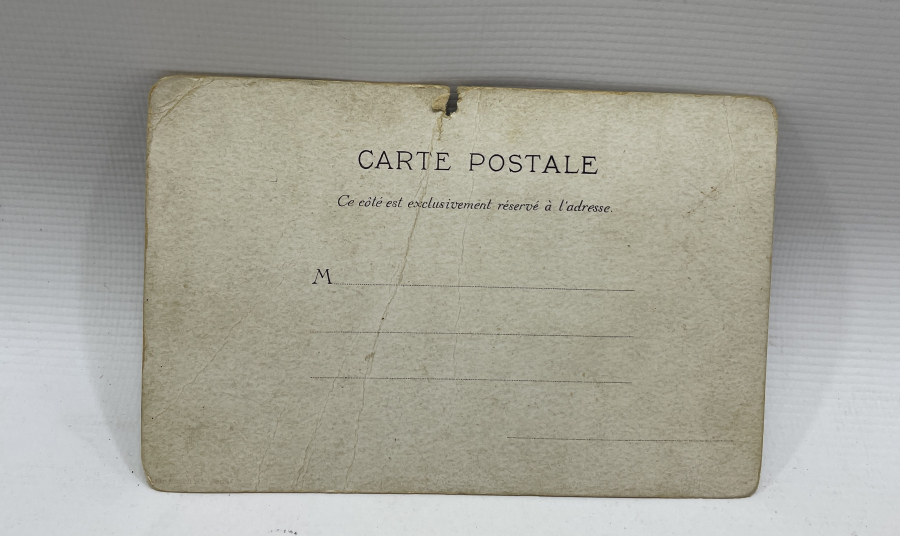 CARTE POSTALE
Ce côté est exclusivement réservé à l'adresse.
M